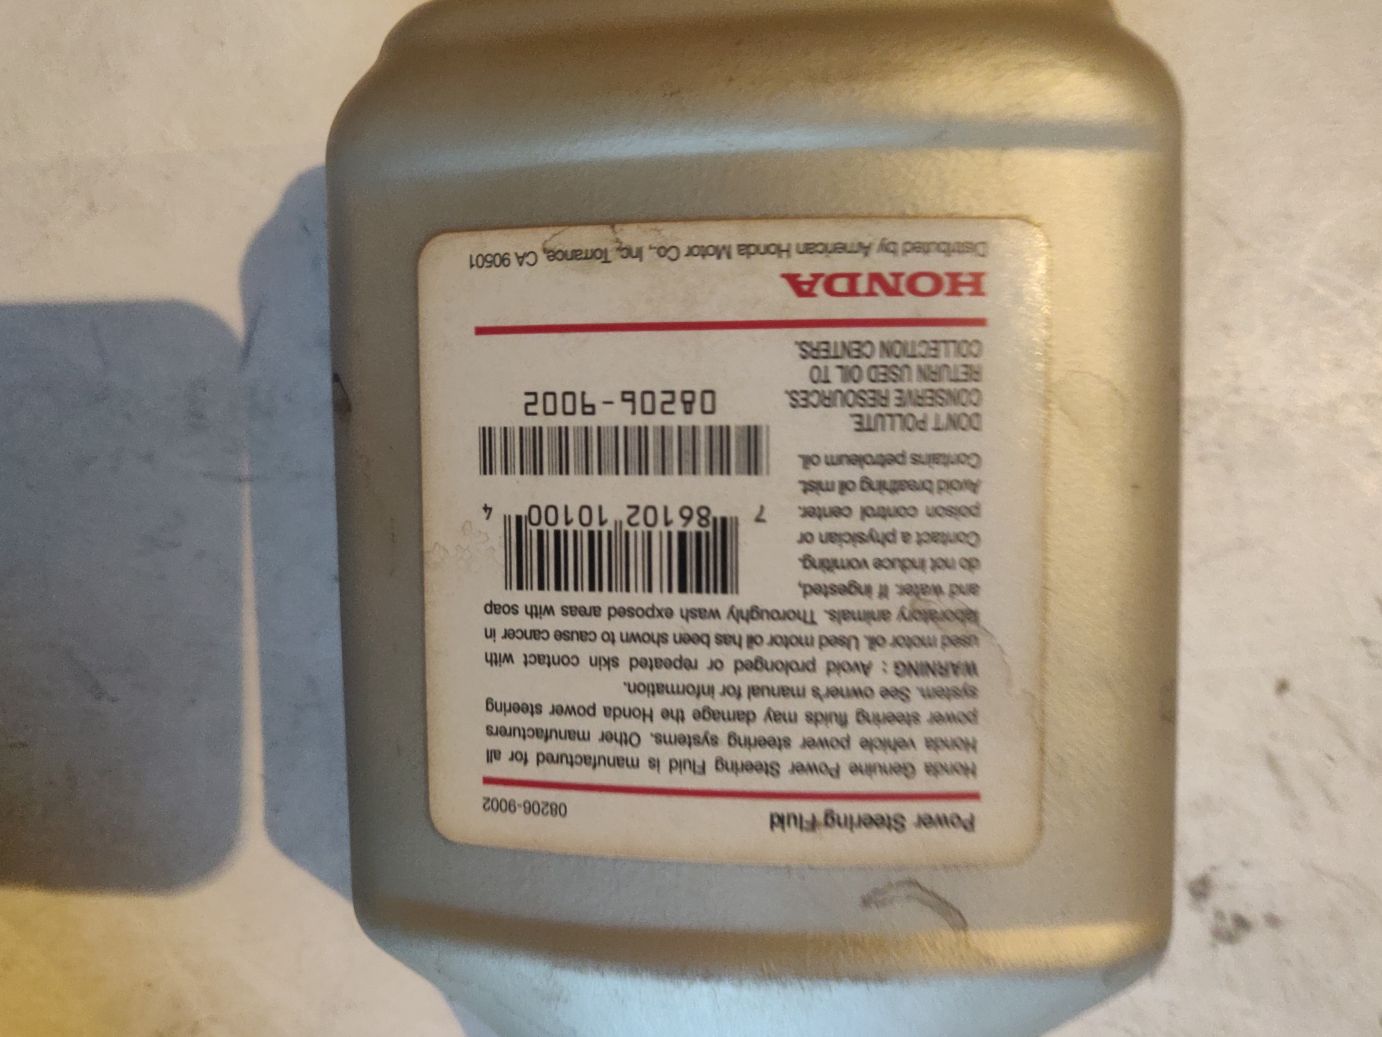 Power Steering Fluid 08206-9002
Honda Genuine Power Steering Fluid is manufactured for all
Honda vehicle power steering systems. Other manufacturers
power steering fluids may damage the Honda power steering
system. See owner's manual for information.
WARNING : Avoid prolonged or repeated skin contact with
used motor oil. Used motor oil has been shown to cause cancer in
laboratory animals. Thoroughly wash exposed areas with soap
and water. If ingested,
do not induce vomiting.
Contact a physician or
poison control center.
Avoid breathing oil mist.
Contains petroleum oil.
DON'T POLLUTE.
CONSERVE RESOURCES.
RETURN USED OIL TO
COLLECTION CENTERS.
7 86102 10100 4
08206-9002
HONDA
Distributed by American Honda Motor Co., Inc, Torrance, CA 90501